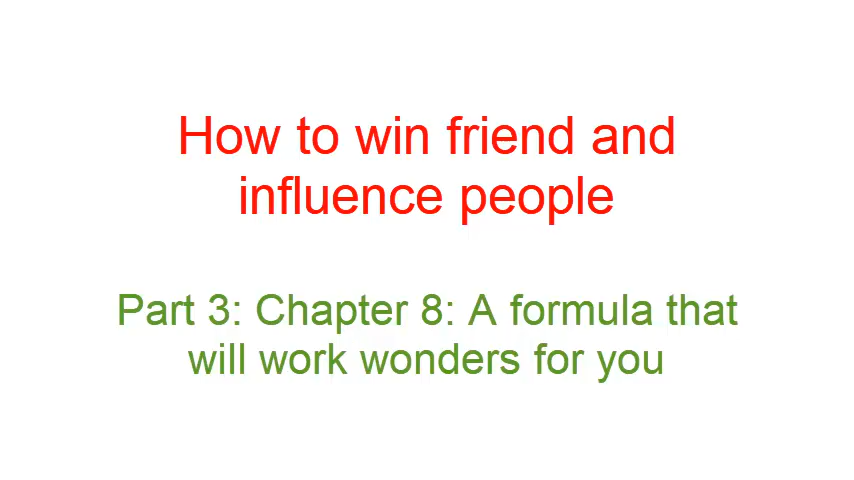 How to win friend and
influence people
Part 3: Chapter 8: A formula that
will work wonders for you